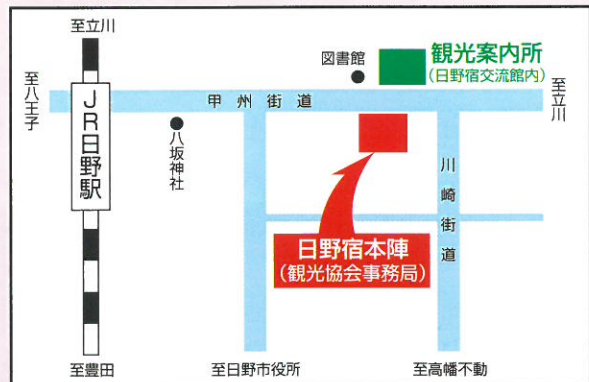 至立川
図書館
観光案内所
(日野宿交流館内)
至八王子
甲州街道
至立川
JR日野駅
八坂神社
川崎街道
日野宿本陣
(観光協会事務局)
至豊田
至日野市役所
至高幡不動